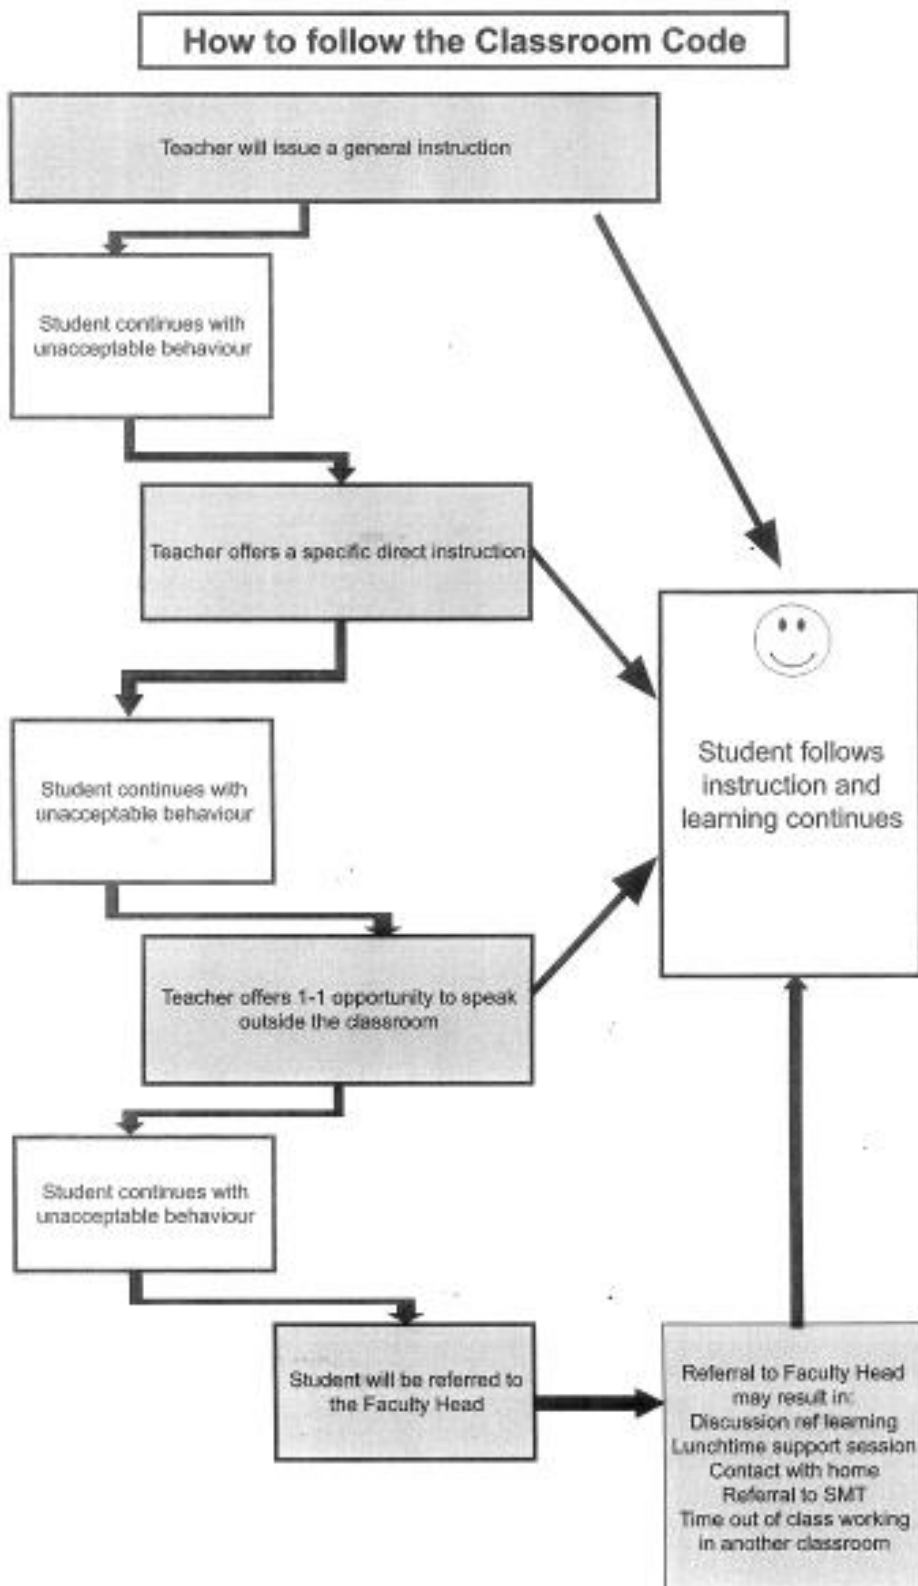 How to follow the Classroom Code
Teacher will issue a general instruction
Student continues with
unacceptable behaviour
Teacher offers a specific direct instruction
Student follows
instruction and
learning continues
Student continues with
unacceptable behaviour
Teacher offers 1-1 opportunity to speak
outside the classroom
Student continues with
unacceptable behaviour
Student will be referred to
the Faculty Head
Referral to Faculty Head
may result in:
Discussion ref learning
Lunchtime support session
Contact with home
Referral to SMT
Time out of class working
in another classroom